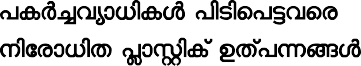 പകർച്ചവ്യാധികൾ പിടിപെട്ടവരെ
നിരോധിത പ്ലാസ്റ്റിക് ഉത്പന്നങ്ങൾ